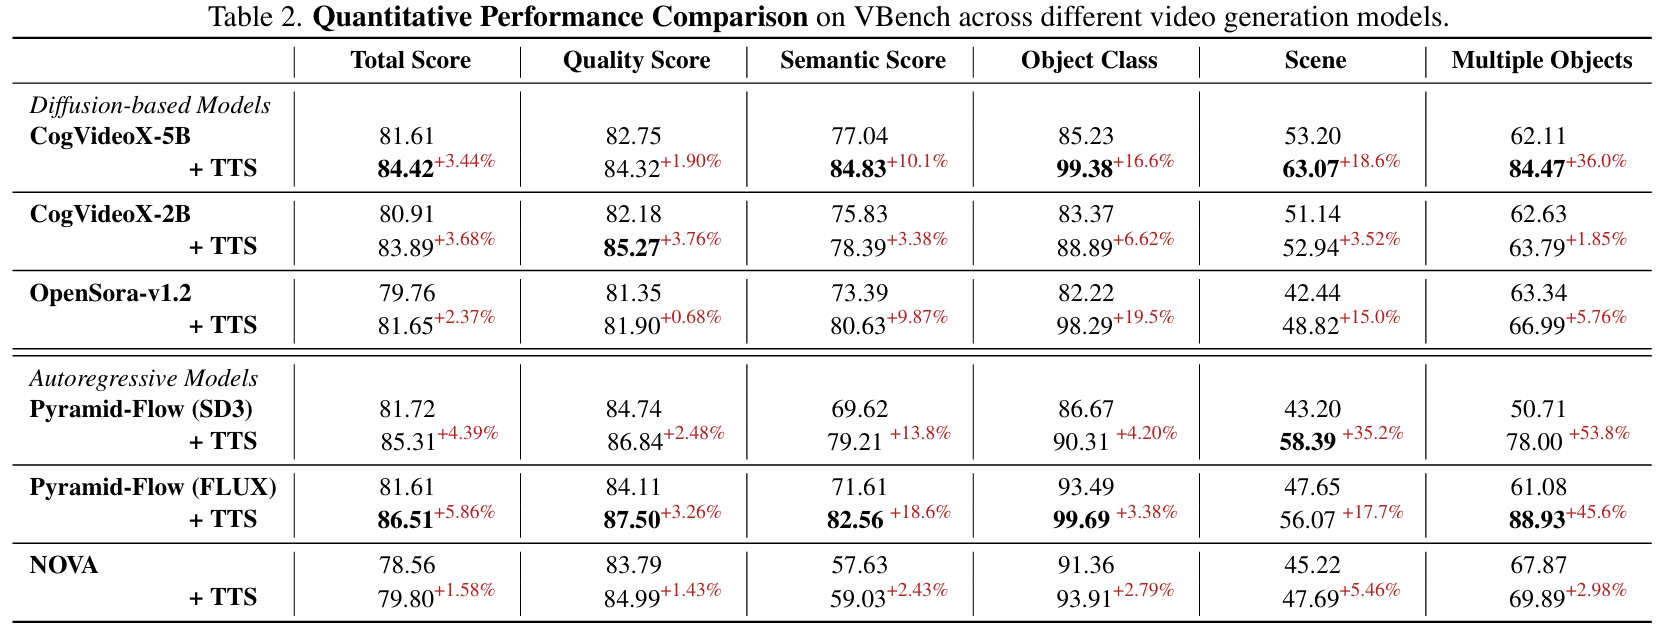 Table 2. Quantitative Performance Comparison on VBench across different video generation models.
Total Score Quality Score Semantic Score Object Class Scene Multiple Objects
Diffusion-based Models
CogVideoX-5B 81.61 82.75 77.04 85.23 53.20 62.11
+ TTS 84.42+3.44% 84.32+1.90% 84.83+10.1% 99.38+16.6% 63.07+18.6% 84.47+36.0%
CogVideoX-2B 80.91 82.18 75.83 83.37 51.14 62.63
+ TTS 83.89+3.68% 85.27+3.76% 78.39+3.38% 88.89+6.62% 52.94+3.52% 63.79+1.85%
OpenSora-v1.2 79.76 81.35 73.39 82.22 42.44 63.34
+ TTS 81.65+2.37% 81.90+0.68% 80.63+9.87% 98.29+19.5% 48.82+15.0% 66.99+5.76%
Autoregressive Models
Pyramid-Flow (SD3) 81.72 84.74 69.62 86.67 43.20 50.71
+ TTS 85.31+4.39% 86.84+2.48% 79.21 +13.8% 90.31 +4.20% 58.39 +35.2% 78.00 +53.8%
Pyramid-Flow (FLUX) 81.61 84.11 71.61 93.49 47.65 61.08
+ TTS 86.51+5.86% 87.50+3.26% 82.56 +18.6% 99.69 +3.38% 56.07 +17.7% 88.93+45.6%
NOVA 78.56 83.79 57.63 91.36 45.22 67.87
+ TTS 79.80+1.58% 84.99+1.43% 59.03+2.43% 93.91+2.79% 47.69+5.46% 69.89+2.98%